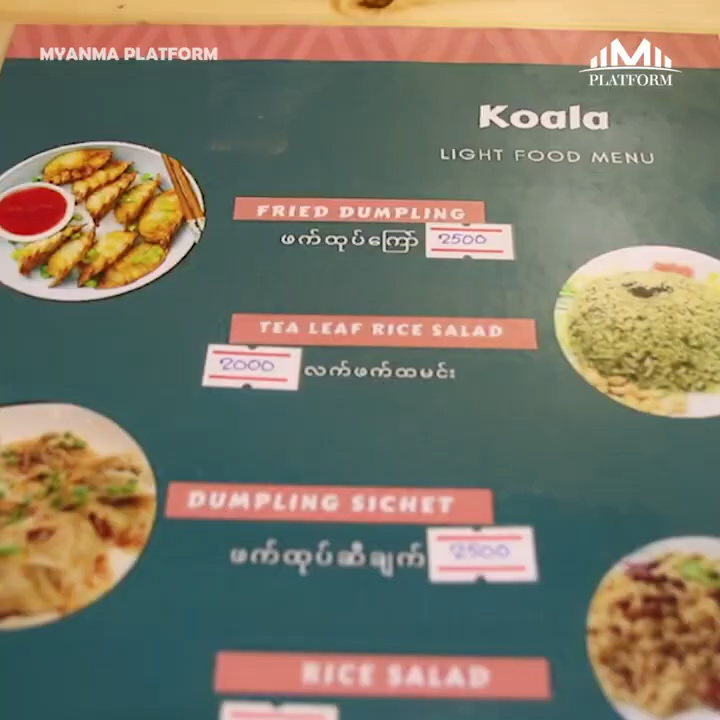 MYANMA PLATFORM
M
PLATFORM
Koala
LIGHT FOOD MENU
FRIED DUMPLING
ဖက်ထုပ်ကြော် 2500
TEA LEAF RICE SALAD
2000 လက်ဖက်ထမင်း
DUMPLING SICHET
ဖက်ထုပ်ဆီချက် 2500
RICE SALAD